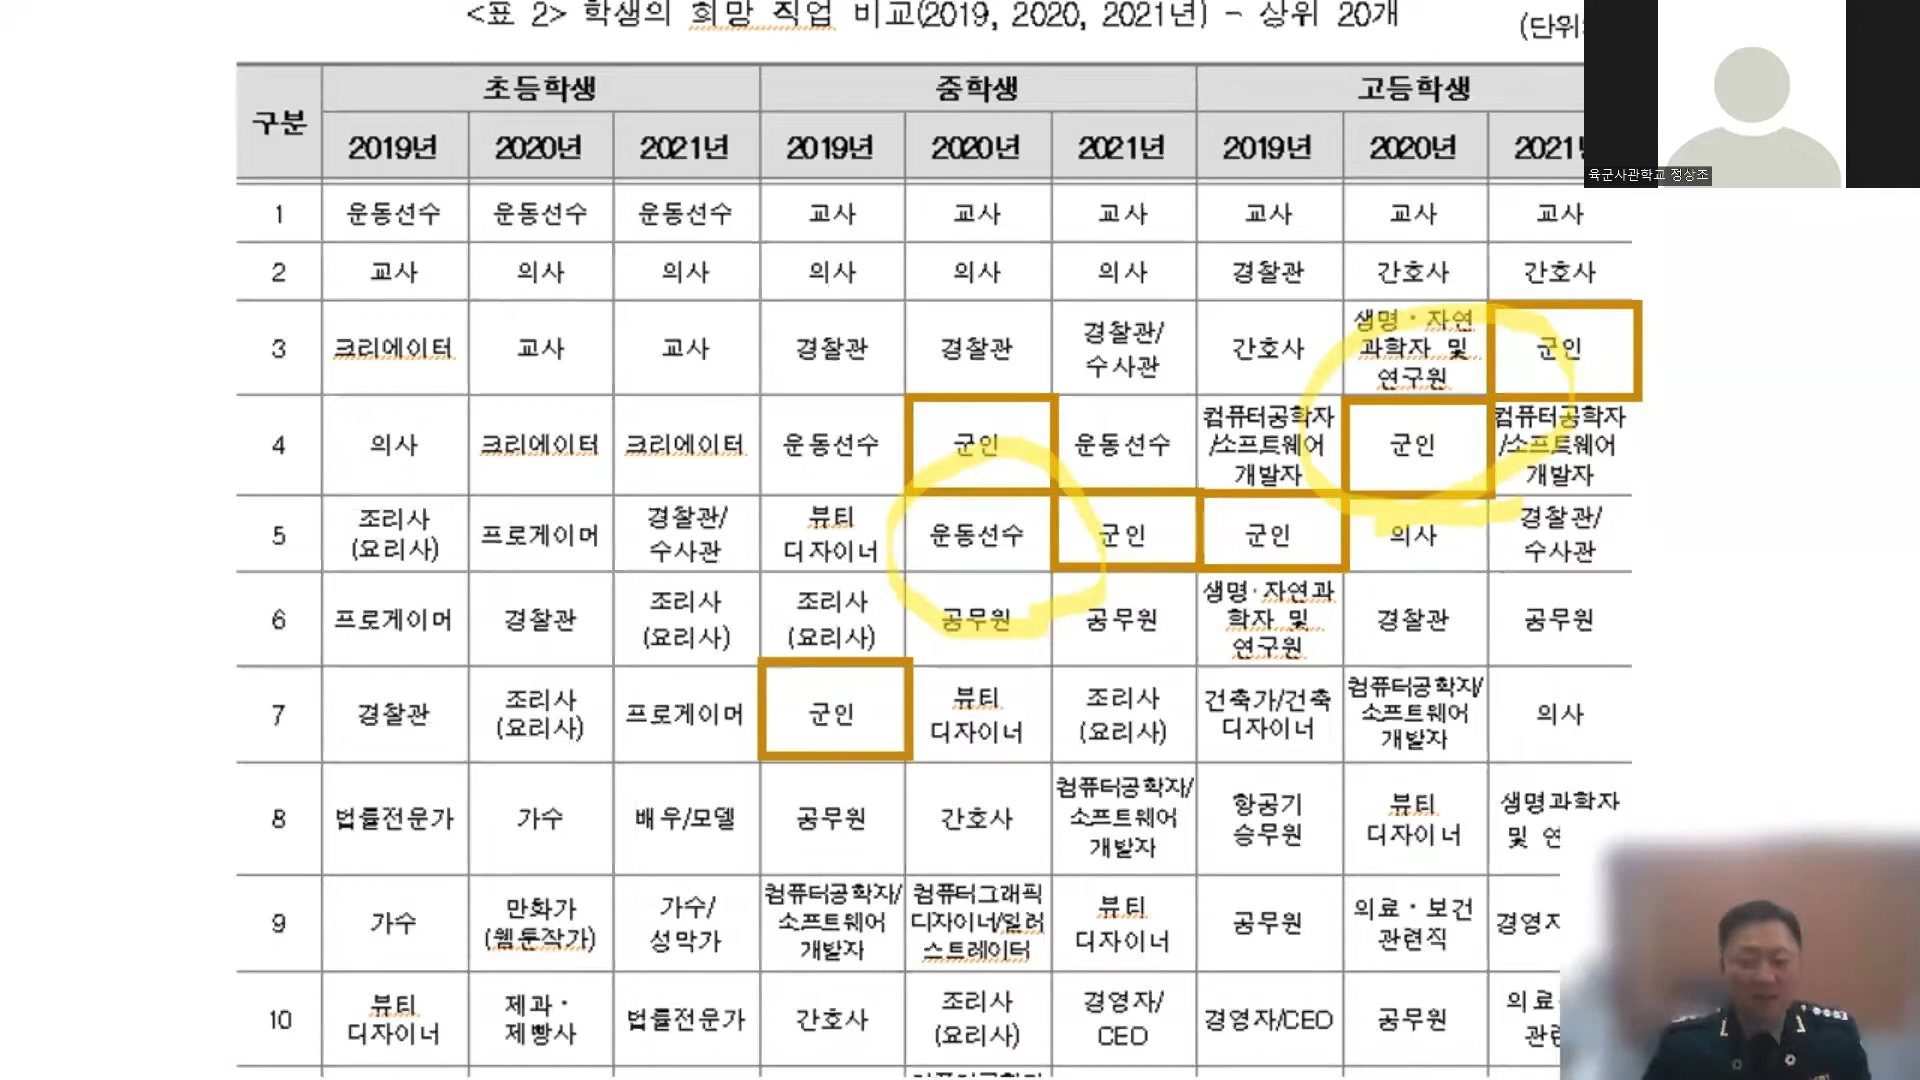 <표 2> 학생의 희망 직업 비교(2019, 2020, 2021년) - 상위 20개
(단위:
육군사관학교 정상조
구분 초등학생 중학생 고등학생
2019년 2020년 2021년 2019년 2020년 2021년 2019년 2020년 2021년
1 운동선수 운동선수 운동선수 교사 교사 교사 교사 교사 교사
2 교사 의사 의사 의사 의사 의사 경찰관 간호사 간호사
3 크리에이터 교사 교사 경찰관 경찰관 경찰관/수사관 간호사 생명·자연과학자 및 연구원 군인
4 의사 크리에이터 크리에이터 운동선수 군인 운동선수 컴퓨터공학자/소프트웨어개발자 군인 컴퓨터공학자/소프트웨어개발자
5 조리사(요리사) 프로게이머 경찰관/수사관 뷰티디자이너 운동선수 군인 군인 의사 경찰관/수사관
6 프로게이머 경찰관 조리사(요리사) 조리사(요리사) 공무원 공무원 생명·자연과학자 및 연구원 경찰관 공무원
7 경찰관 조리사(요리사) 프로게이머 군인 뷰티디자이너 조리사(요리사) 건축가/건축디자이너 컴퓨터공학자/소프트웨어개발자 의사
8 법률전문가 가수 배우/모델 공무원 간호사 컴퓨터공학자/소프트웨어개발자 항공기승무원 뷰티디자이너 생명과학자 및 연
9 가수 만화가(웹툰작가) 가수/성악가 컴퓨터공학자/소프트웨어개발자 컴퓨터그래픽디자이너/일러스트레이터 뷰티디자이너 공무원 의료·보건관련직 경영자
10 뷰티디자이너 제과·제빵사 법률전문가 간호사 조리사(요리사) 경영자/CEO 경영자/CEO 공무원 의료 관련